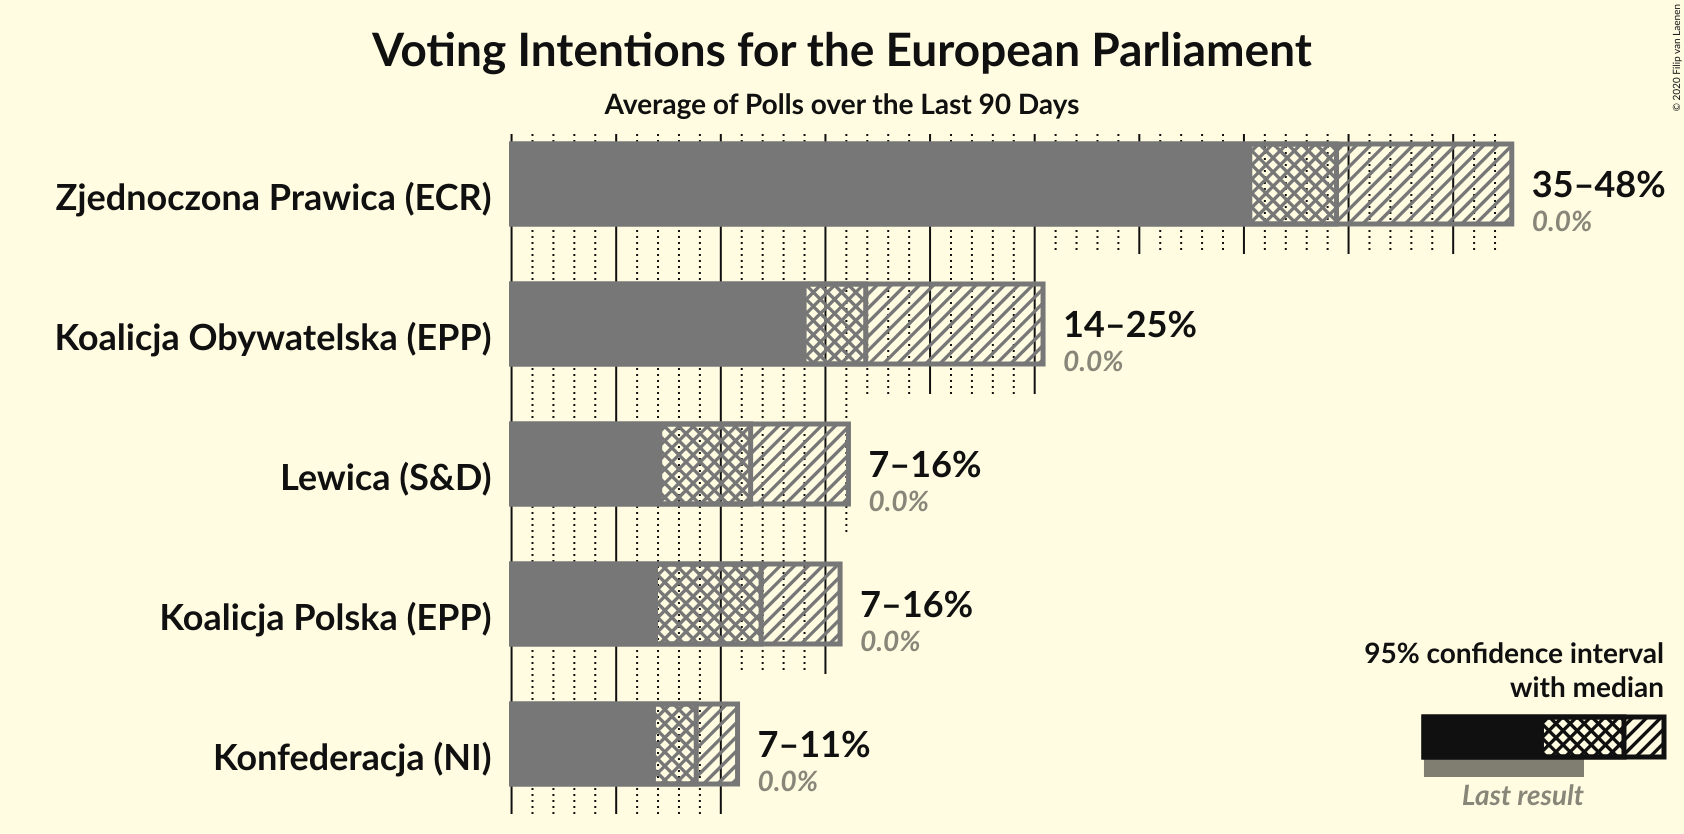 Voting Intentions for the European Parliament
Average of Polls over the Last 90 Days
© 2020 Filip van Laenen
Zjednoczona Prawica (ECR)
35–48%
0.0%
Koalicja Obywatelska (EPP)
14–25%
0.0%
Lewica (S&D)
7–16%
0.0%
Koalicja Polska (EPP)
7–16%
0.0%
Konfederacja (NI)
7–11%
0.0%
95% confidence interval
with median
Last result